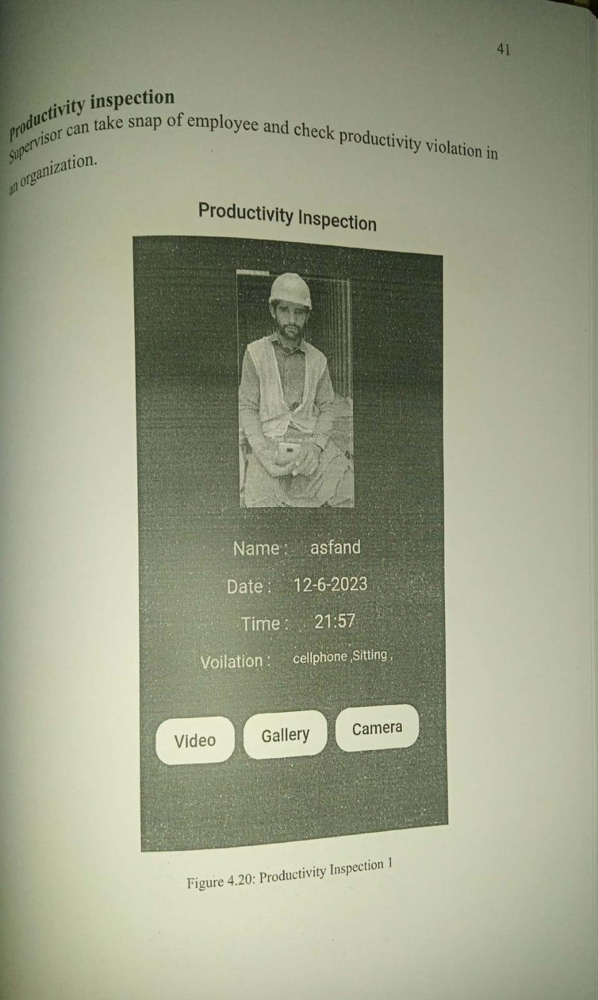 41
Productivity inspection
Supervisor can take snap of employee and check productivity violation in
an organization.
Productivity Inspection
cell phone
Name : asfand
Date : 12-6-2023
Time : 21:57
Voilation : cellphone ,Sitting ,
Video Gallery Camera
Figure 4.20: Productivity Inspection 1